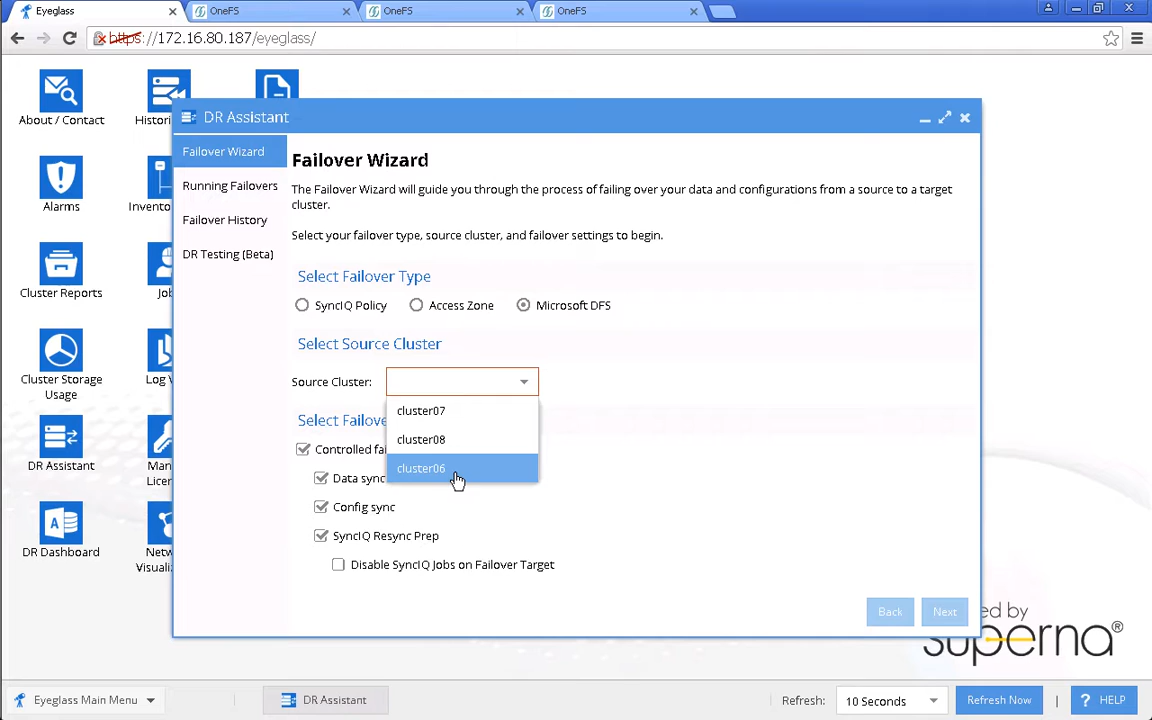 Eyeglass
OneFS
OneFS
OneFS
https://172.16.80.187/eyeglass/
About / Contact
Alarms
Inventor
Cluster Reports
Cluster Storage
Usage
Log V
DR Assistant
Man
Licen
DR Dashboard
Netw
Visualiz
DR Assistant
Failover Wizard
Running Failovers
Failover History
DR Testing (Beta)
Failover Wizard
The Failover Wizard will guide you through the process of failing over your data and configurations from a source to a target
cluster.
Select your failover type, source cluster, and failover settings to begin.
Select Failover Type
SyncIQ Policy
Access Zone
Microsoft DFS
Select Source Cluster
Source Cluster:
cluster07
cluster08
cluster06
Select Failove
Controlled fai
Data sync
Config sync
SyncIQ Resync Prep
Disable SyncIQ Jobs on Failover Target
Back
Next
ed by
superna®
Eyeglass Main Menu
DR Assistant
Refresh:
10 Seconds
Refresh Now
HELP